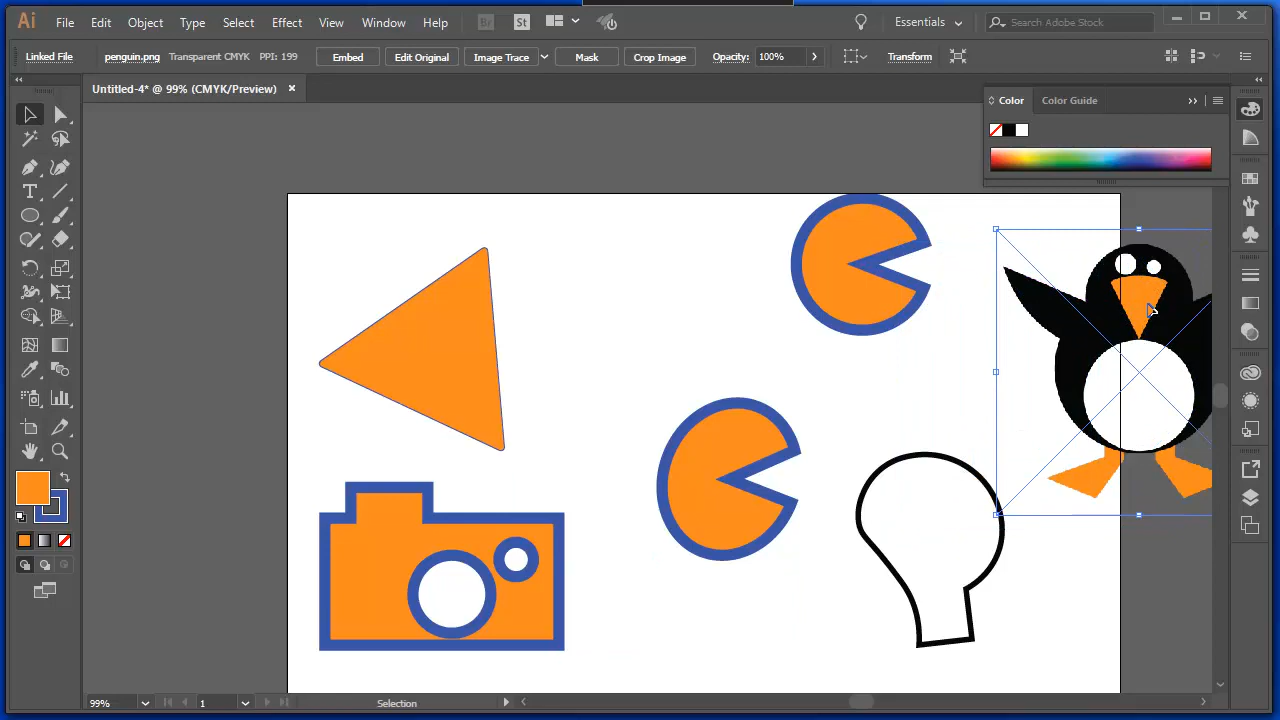 Ai File Edit Object Type Select Effect View Window Help Br St Essentials Search Adobe Stock
Linked File penguin.png Transparent CMYK PPI: 199 Embed Edit Original Image Trace Mask Crop Image Opacity: 100% Transform
Untitled-4* @ 99% (CMYK/Preview)
Color Color Guide
T
99% 1 Selection